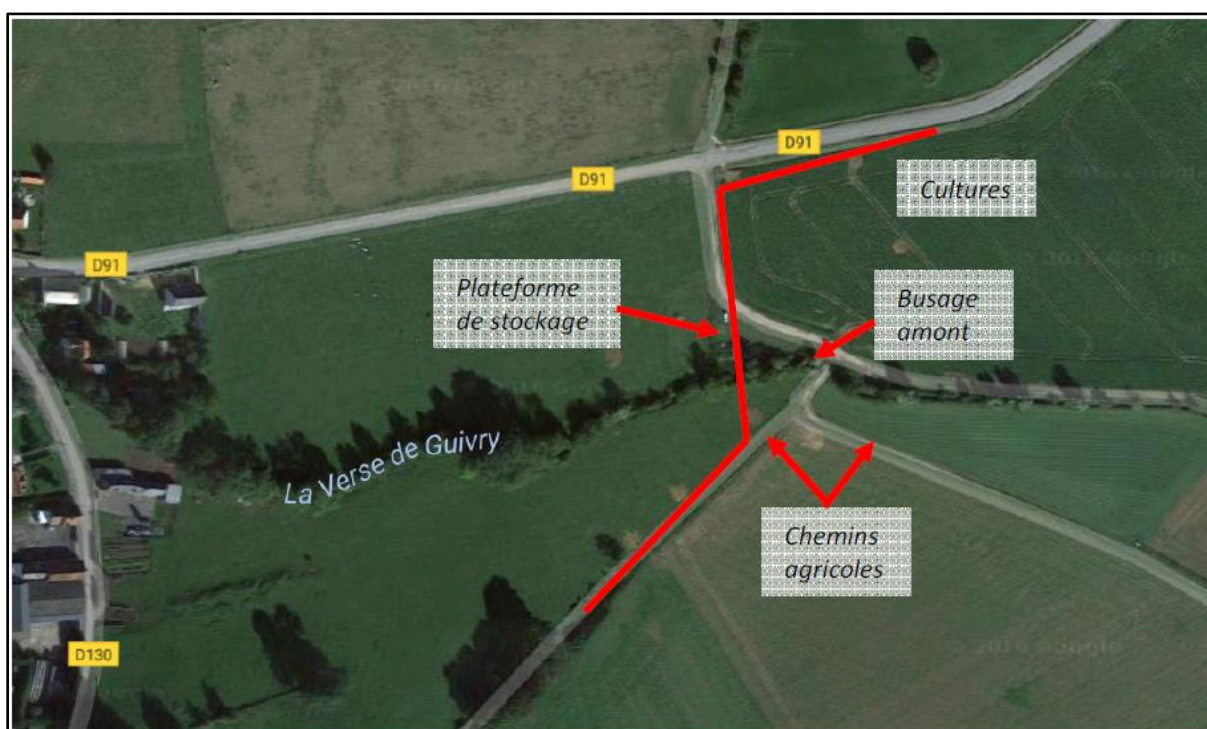 D91
D91
D91
Cultures
Plateforme
de stockage
Busage
amont
La Verse de Guivry
Chemins
agricoles
D130